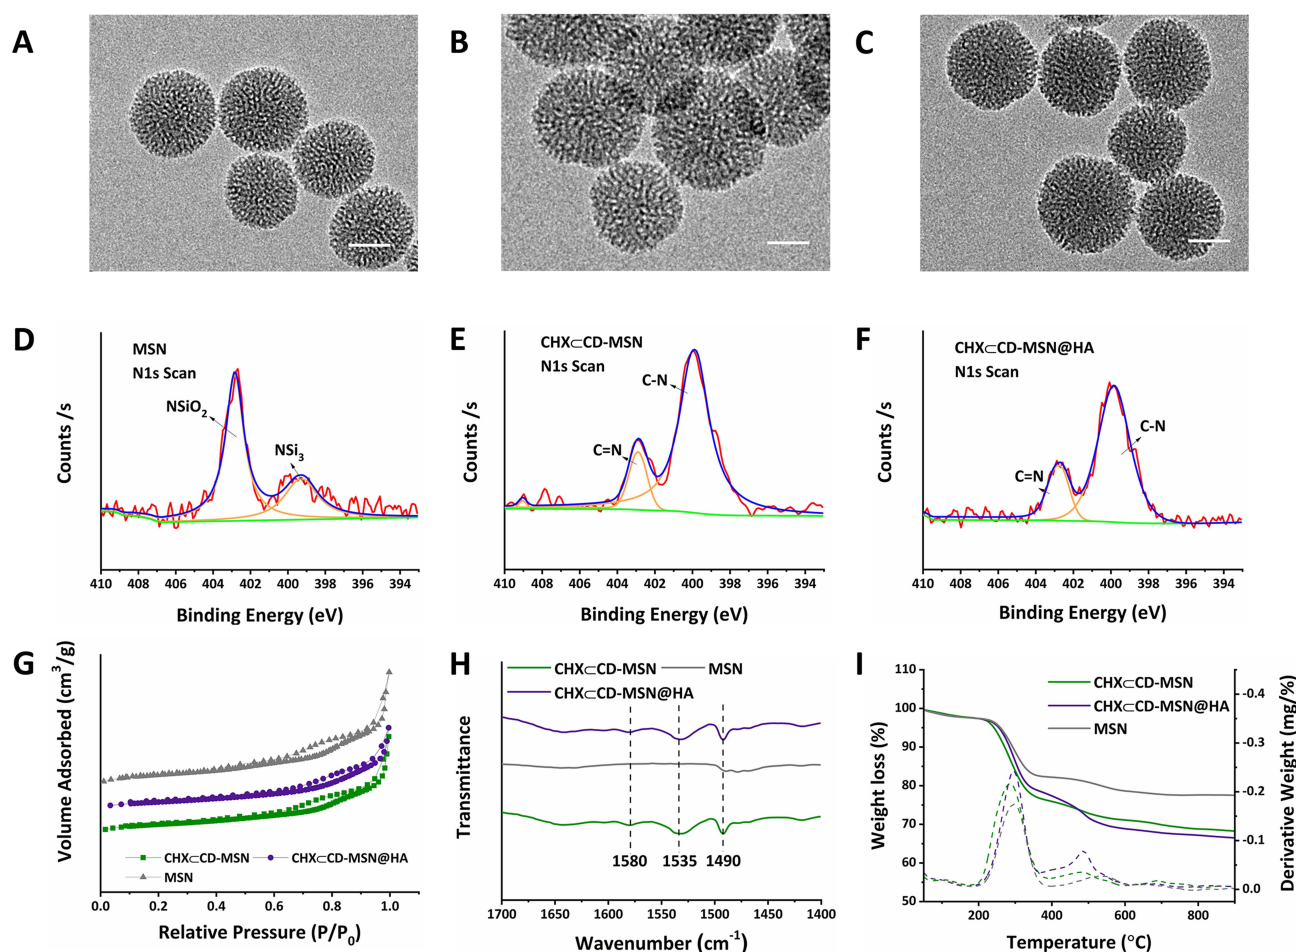 A
B
C
D
MSN
N1s Scan
NSiO₂
NSi₃
Counts /s
410 408 406 404 402 400 398 396 394
Binding Energy (eV)
E
CHX⊂CD-MSN
N1s Scan
C-N
C=N
Counts /s
410 408 406 404 402 400 398 396 394
Binding Energy (eV)
F
CHX⊂CD-MSN@HA
N1s Scan
C-N
C=N
Counts /s
410 408 406 404 402 400 398 396 394
Binding Energy (eV)
G
Volume Adsorbed (cm³/g)
CHX⊂CD-MSN CHX⊂CD-MSN@HA
MSN
0.0 0.2 0.4 0.6 0.8 1.0
Relative Pressure (P/P₀)
H
CHX⊂CD-MSN MSN
CHX⊂CD-MSN@HA
Transmittance
1580 1535 1490
1700 1650 1600 1550 1500 1450 1400
Wavenumber (cm⁻¹)
I
110
100
90
80
70
60
50
Weight loss (%)
CHX⊂CD-MSN
CHX⊂CD-MSN@HA
MSN
-0.4
-0.3
-0.2
-0.1
0.0
Derivative Weight (mg/%)
200 400 600 800
Temperature (°C)